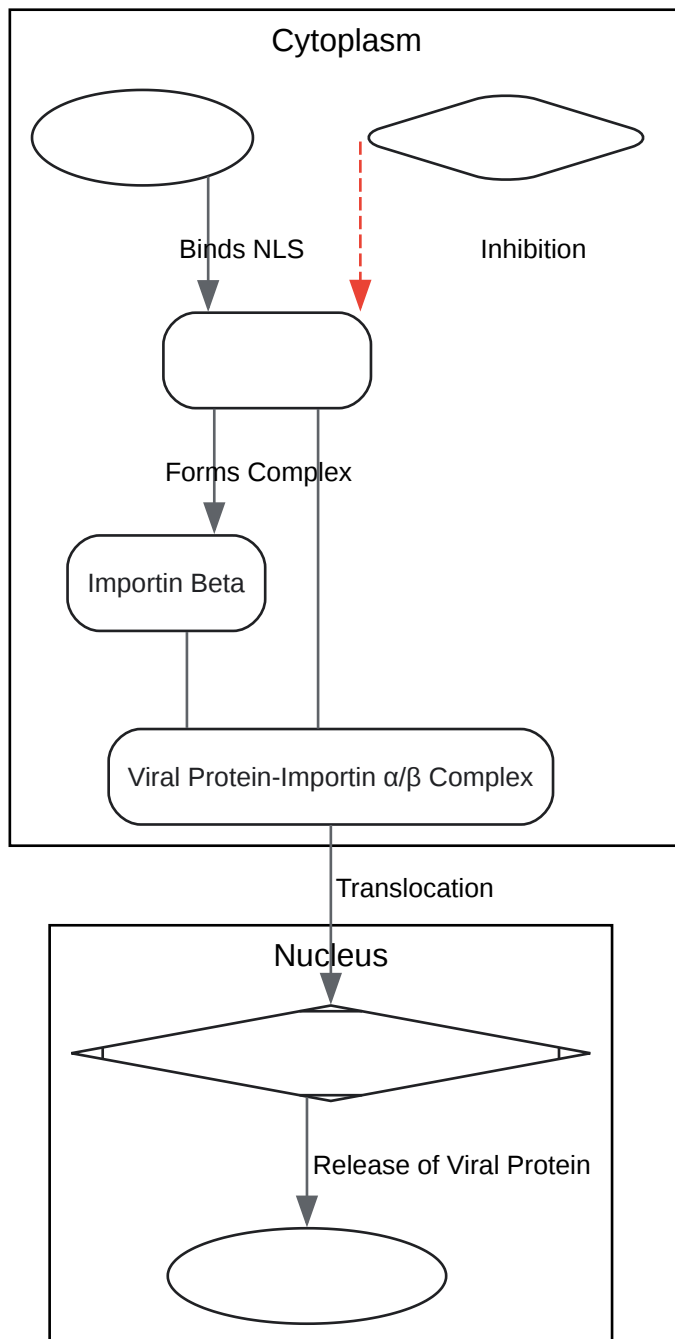 Cytoplasm
Binds NLS
Inhibition
Forms Complex
Importin Beta
Viral Protein-Importin α/β Complex
Translocation
Nucleus
Release of Viral Protein